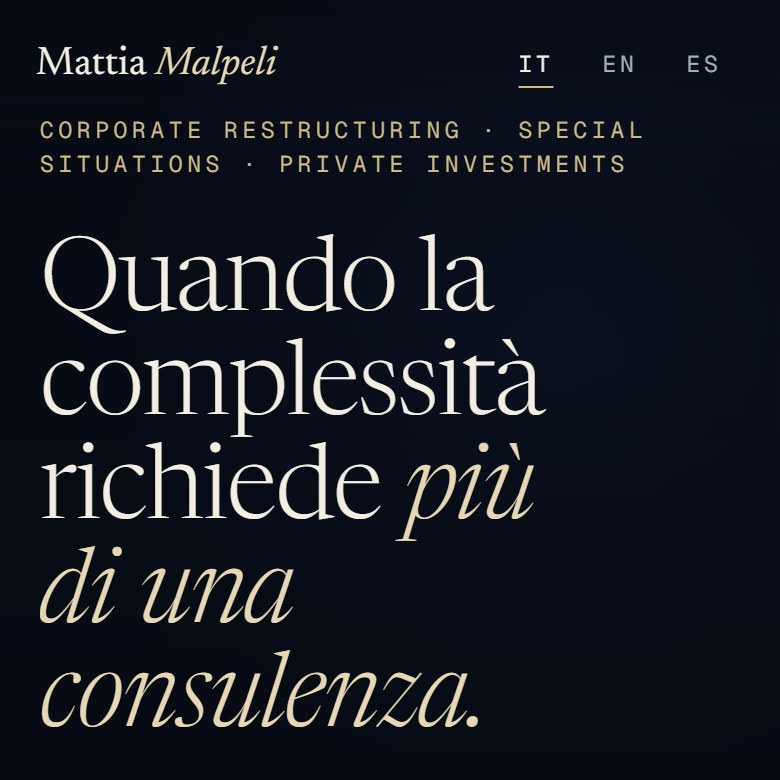 Mattia Malpeli
IT EN ES
CORPORATE RESTRUCTURING · SPECIAL
SITUATIONS · PRIVATE INVESTMENTS
Quando la
complessità
richiede più
di una
consulenza.